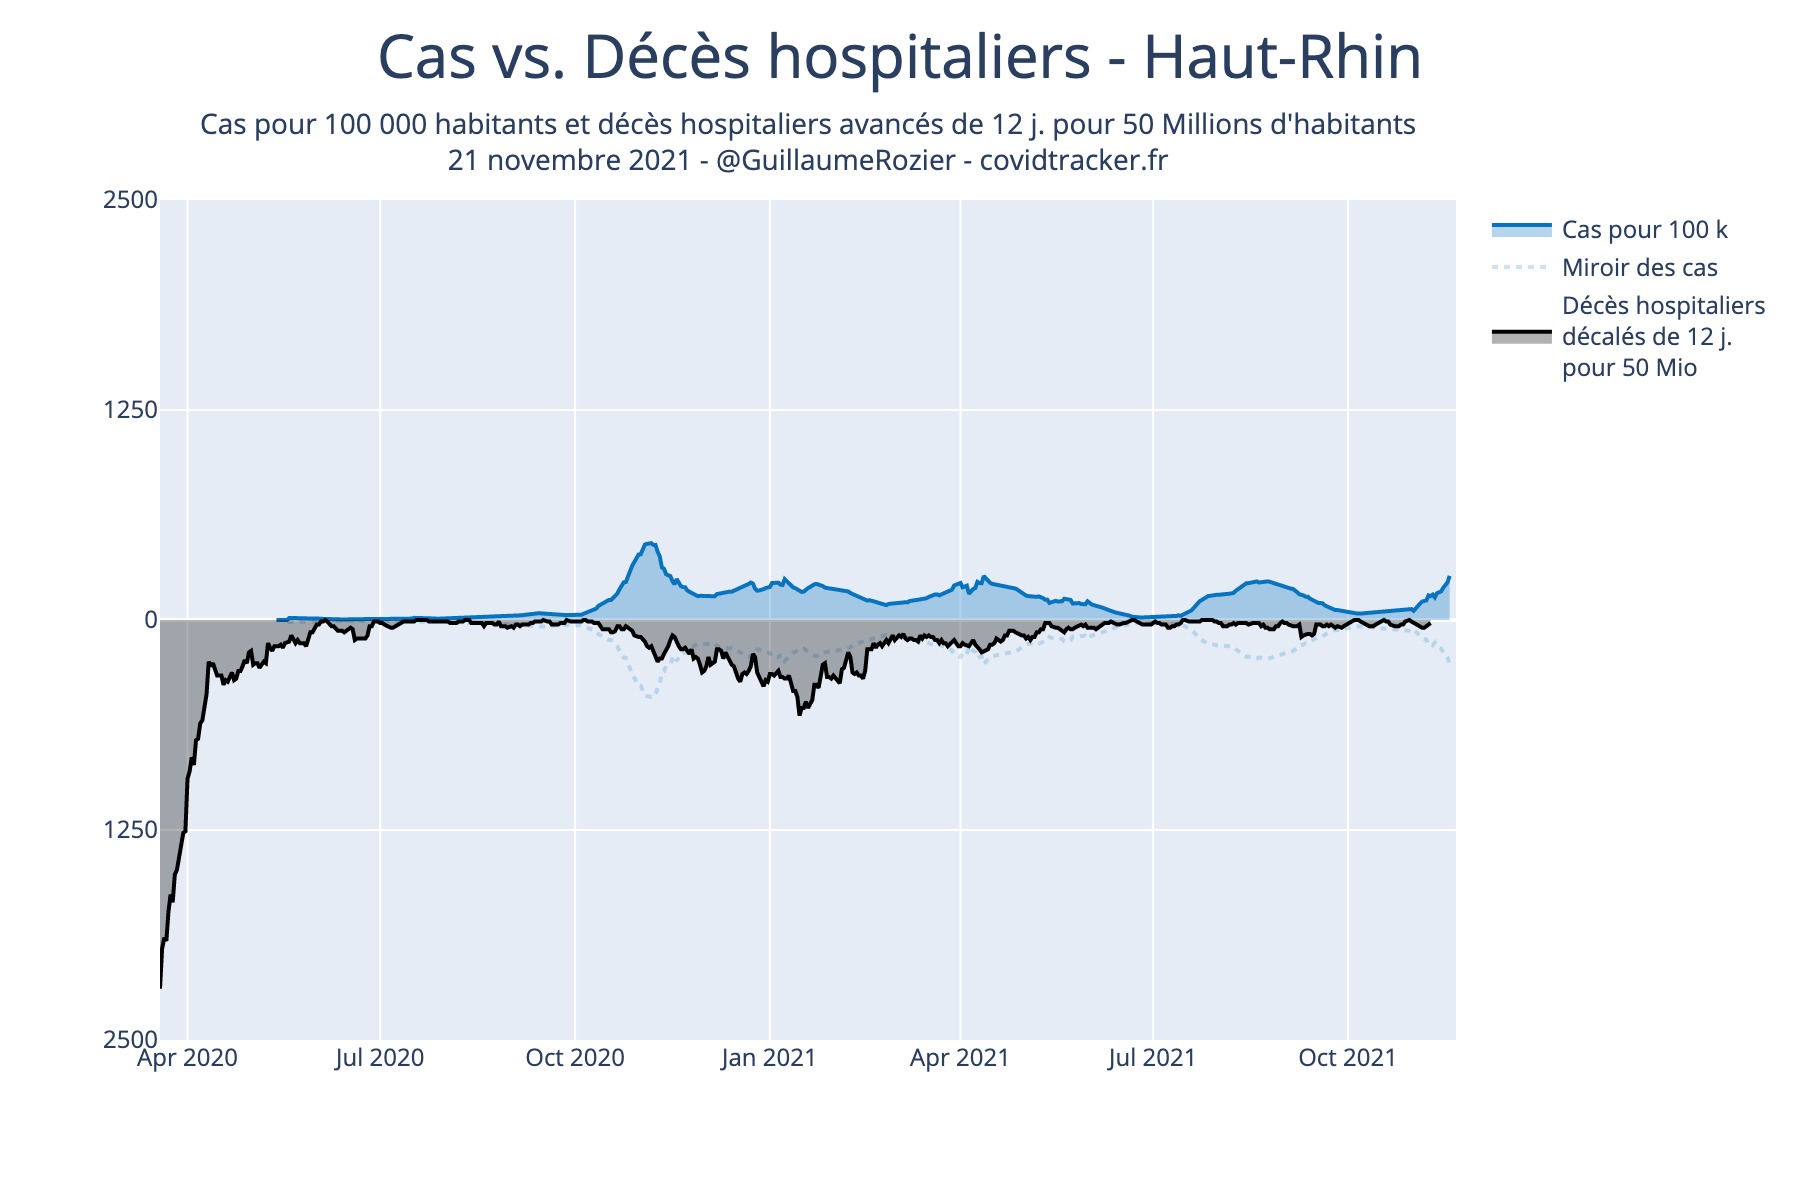 Cas vs. Décès hospitaliers - Haut-Rhin
Cas pour 100 000 habitants et décès hospitaliers avancés de 12 j. pour 50 Millions d'habitants
21 novembre 2021 - @GuillaumeRozier - covidtracker.fr
2500
1250
0
1250
2500
Apr 2020
Jul 2020
Oct 2020
Jan 2021
Apr 2021
Jul 2021
Oct 2021
Cas pour 100 k
Miroir des cas
Décès hospitaliers
décalés de 12 j.
pour 50 Mio